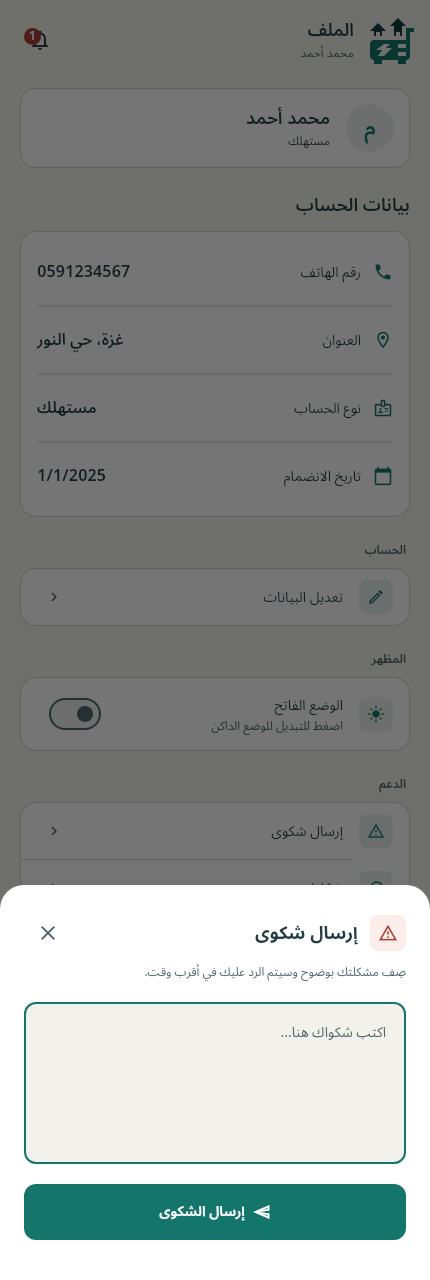 الملف
محمد أحمد
1
م
محمد أحمد
مستهلك
بيانات الحساب
رقم الهاتف
0591234567
العنوان
غزة، حي النور
نوع الحساب
مستهلك
تاريخ الانضمام
1/1/2025
الحساب
تعديل البيانات
المظهر
الوضع الفاتح
اضغط للتبديل للوضع الداكن
الدعم
إرسال شكوى
إرسال شكوى
صِف مشكلتك بوضوح وسيتم الرد عليك في أقرب وقت.
اكتب شكواك هنا...
إرسال الشكوى